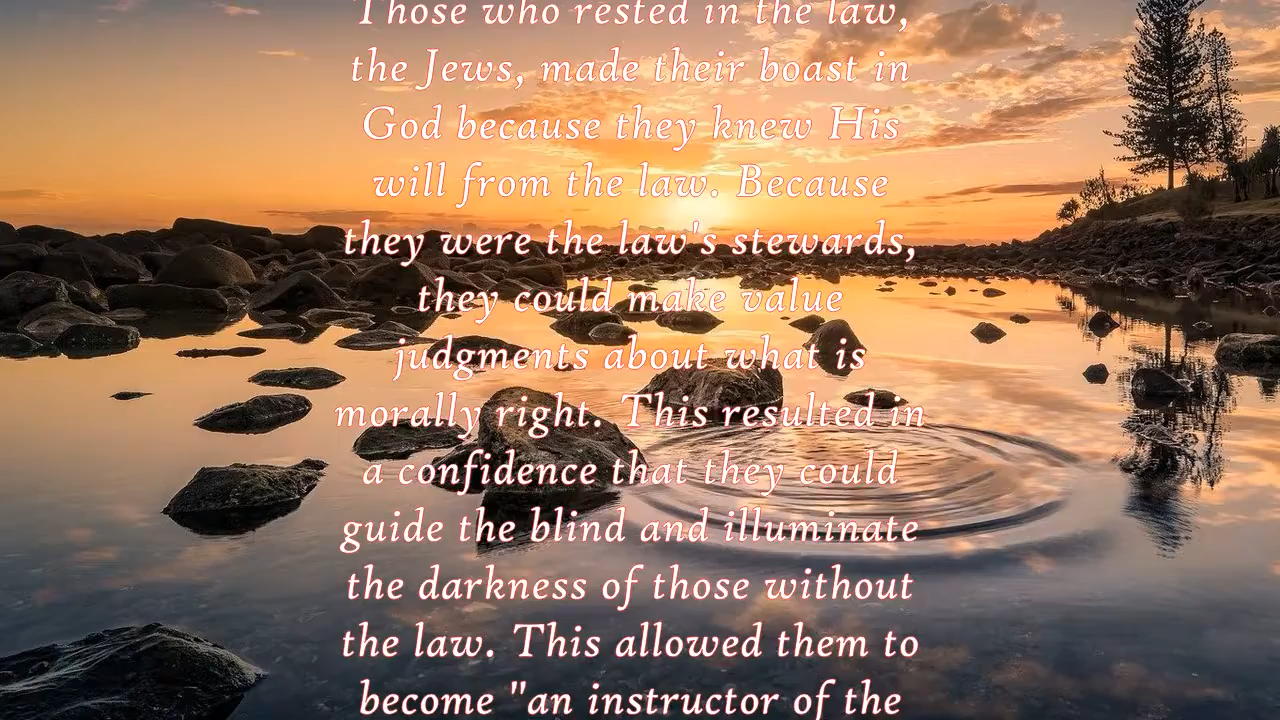 Those who rested in the law,
the Jews, made their boast in
God because they knew His
will from the law. Because
they were the law's stewards,
they could make value
judgments about what is
morally right. This resulted in
a confidence that they could
guide the blind and illuminate
the darkness of those without
the law. This allowed them to
become "an instructor of the